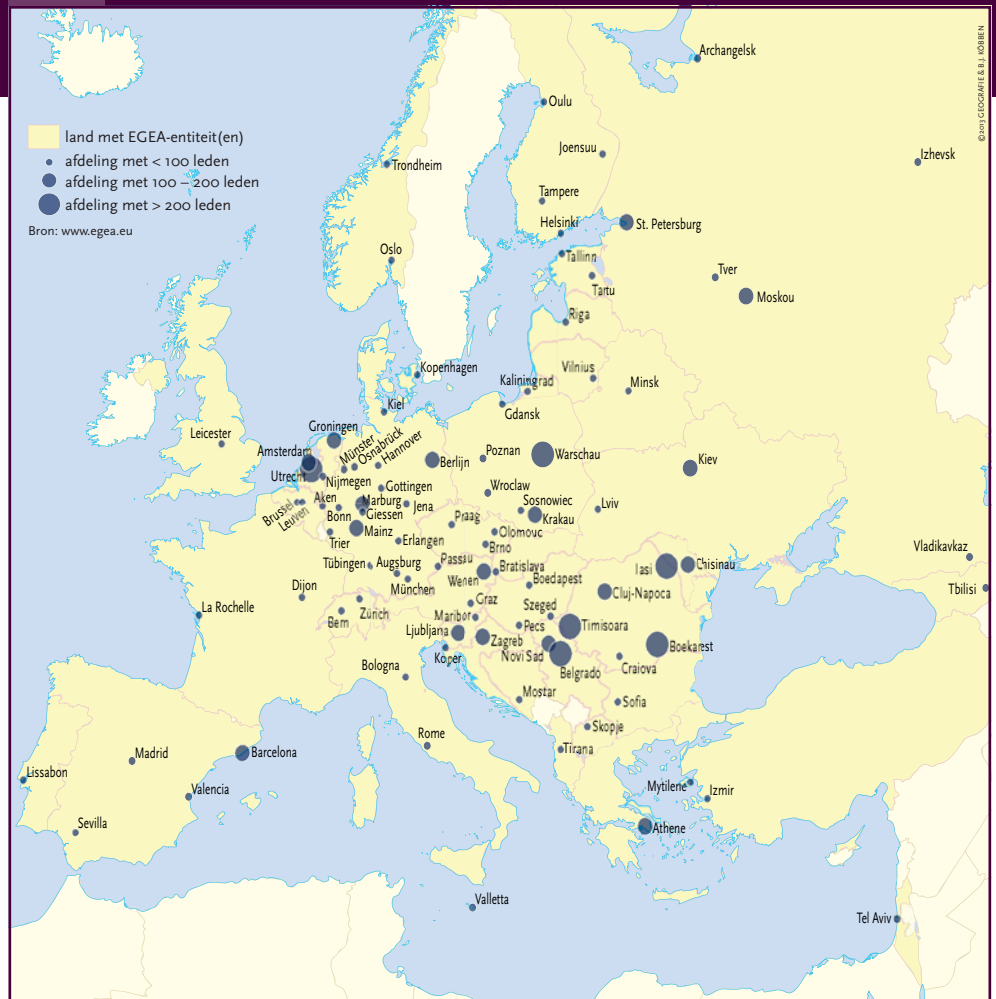 ©2013 GEOGRAFIE & B.J. KÖBBEN
land met EGEA-entiteit(en)
afdeling met < 100 leden
afdeling met 100 – 200 leden
afdeling met > 200 leden
Bron: www.egea.eu
Archangelsk
Oulu
Joensuu
Izhevsk
Trondheim
Tampere
Helsinki
St. Petersburg
Oslo
Tallinn
Tver
Tartu
Moskou
Riga
Kopenhagen
Vilnius
Kaliningrad
Minsk
Kiel
Gdansk
Groningen
Leicester
Münster
Osnabrück
Hannover
Amsterdam
Poznan
Warschau
Berlijn
Kiev
Utrecht
Nijmegen
Gottingen
Wroclaw
Aken
Marburg
Jena
Sosnowiec
Lviv
Brussel
Leuven
Bonn
Giessen
Praag
Krakau
Mainz
Olomouc
Trier
Erlangen
Brno
Vladikavkaz
Tübingen
Augsburg
Passau
Bratislava
Iasi
Chisinau
Wenen
Boedapest
Tbilisi
Dijon
München
Cluj-Napoca
La Rochelle
Zürich
Graz
Szeged
Bern
Maribor
Pecs
Timisoara
Ljubljana
Zagreb
Boekarest
Koper
Novi Sad
Craiova
Bologna
Belgrado
Mostar
Sofia
Skopje
Rome
Tirana
Madrid
Barcelona
Lissabon
Valencia
Mytilene
Izmir
Sevilla
Athene
Valletta
Tel Aviv